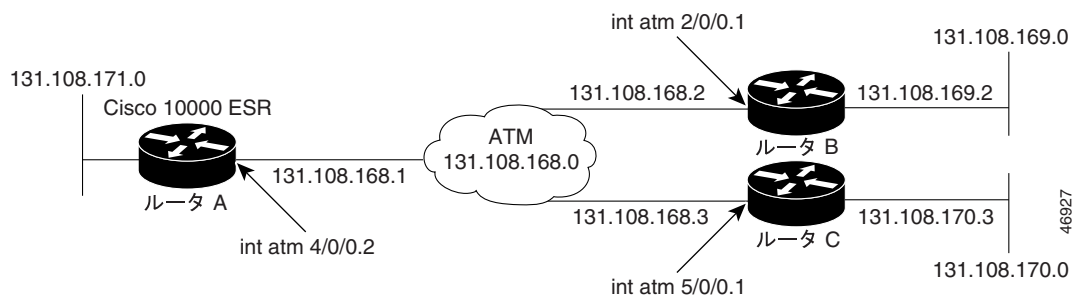 int atm 2/0/0.1
131.108.169.0
131.108.171.0
Cisco 10000 ESR
131.108.168.2
131.108.169.2
ATM
131.108.168.0
ルータ B
131.108.168.1
ルータ A
131.108.168.3
131.108.170.3
ルータ C
int atm 4/0/0.2
int atm 5/0/0.1
131.108.170.0
46927